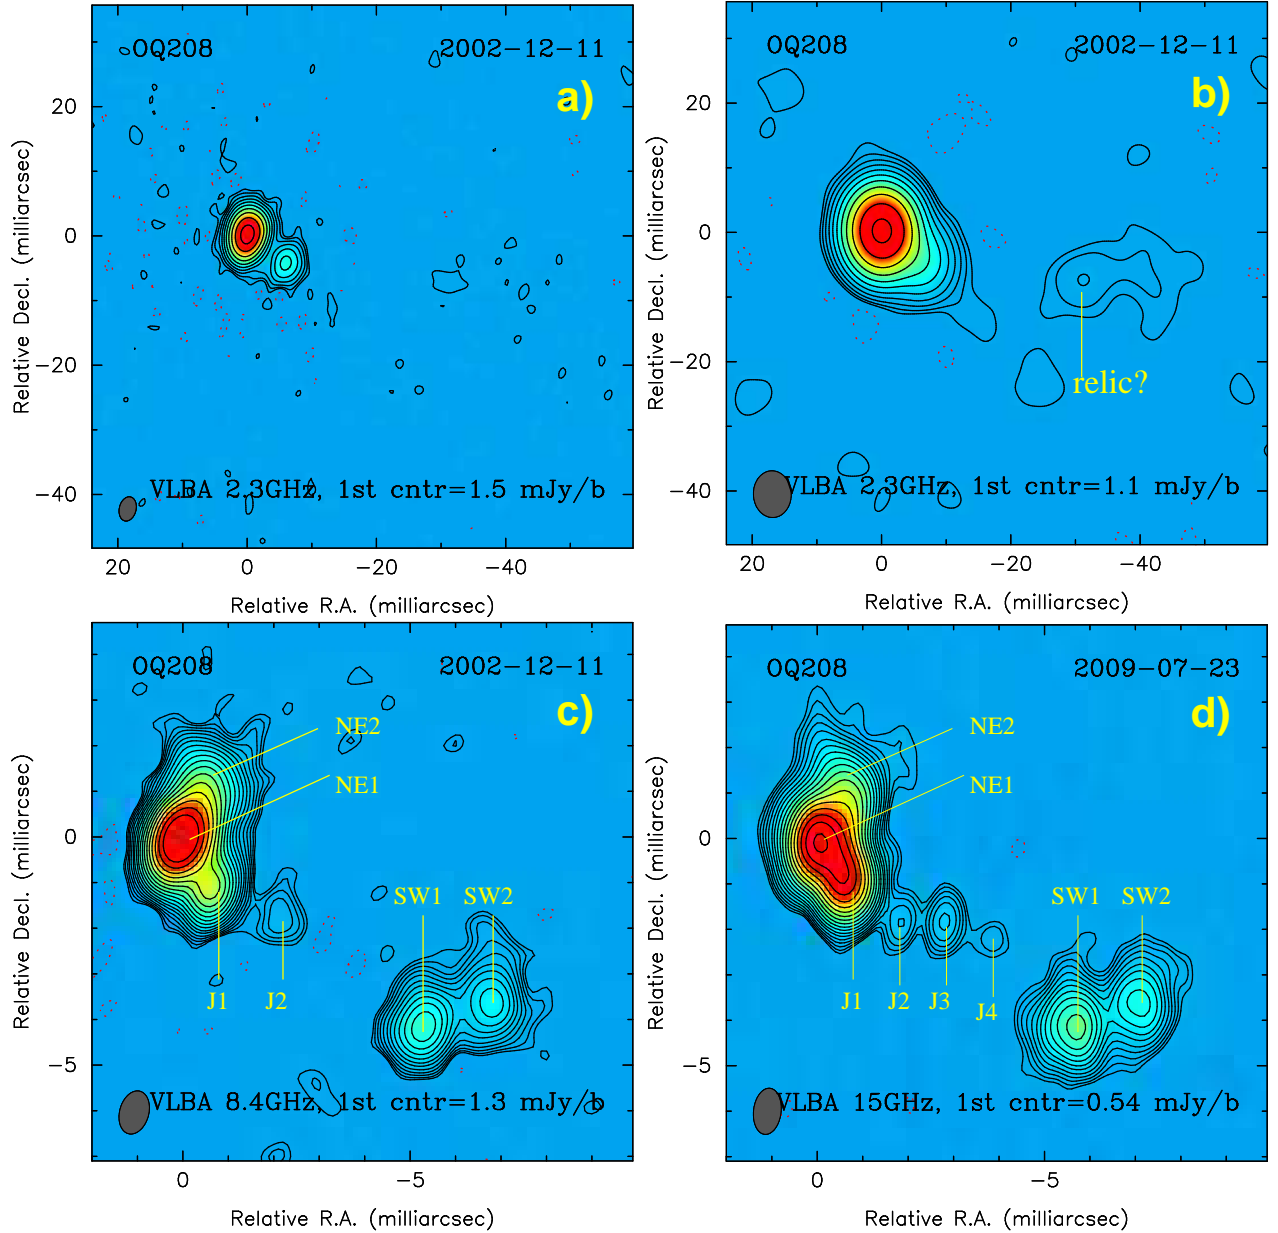 OQ208 2002-12-11
a)
20
0
−20
−40
Relative Decl. (milliarcsec)
VLBA 2.3GHz, 1st cntr=1.5 mJy/b
20 0 −20 −40
Relative R.A. (milliarcsec)
OQ208 2002-12-11
b)
20
0
−20
−40
Relative Decl. (milliarcsec)
relic?
VLBA 2.3GHz, 1st cntr=1.1 mJy/b
20 0 −20 −40
Relative R.A. (milliarcsec)
OQ208 2002-12-11
c)
NE2
NE1
0
−5
Relative Decl. (milliarcsec)
SW1 SW2
J1 J2
VLBA 8.4GHz, 1st cntr=1.3 mJy/b
0 −5
Relative R.A. (milliarcsec)
OQ208 2009-07-23
d)
NE2
NE1
0
−5
Relative Decl. (milliarcsec)
SW1 SW2
J1 J2 J3 J4
VLBA 15GHz, 1st cntr=0.54 mJy/b
0 −5
Relative R.A. (milliarcsec)